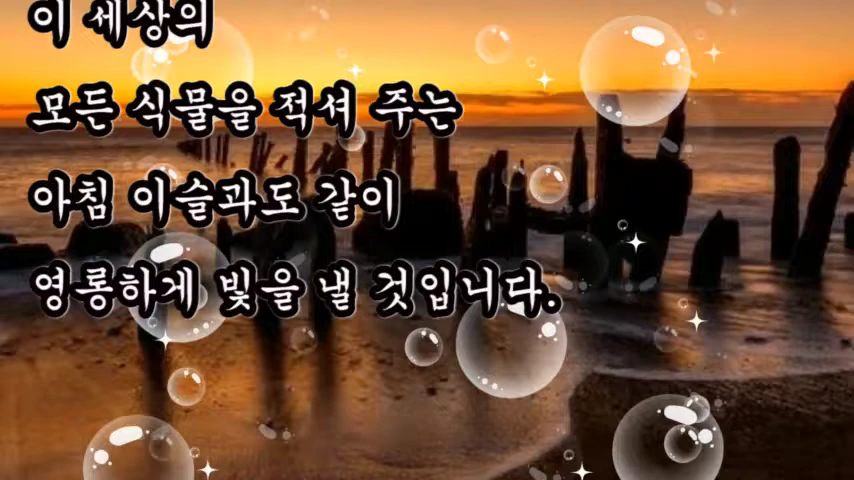 이 세상의
모든 식물을 적셔 주는
아침 이슬과도 같이
영롱하게 빛을 낼 것입니다.